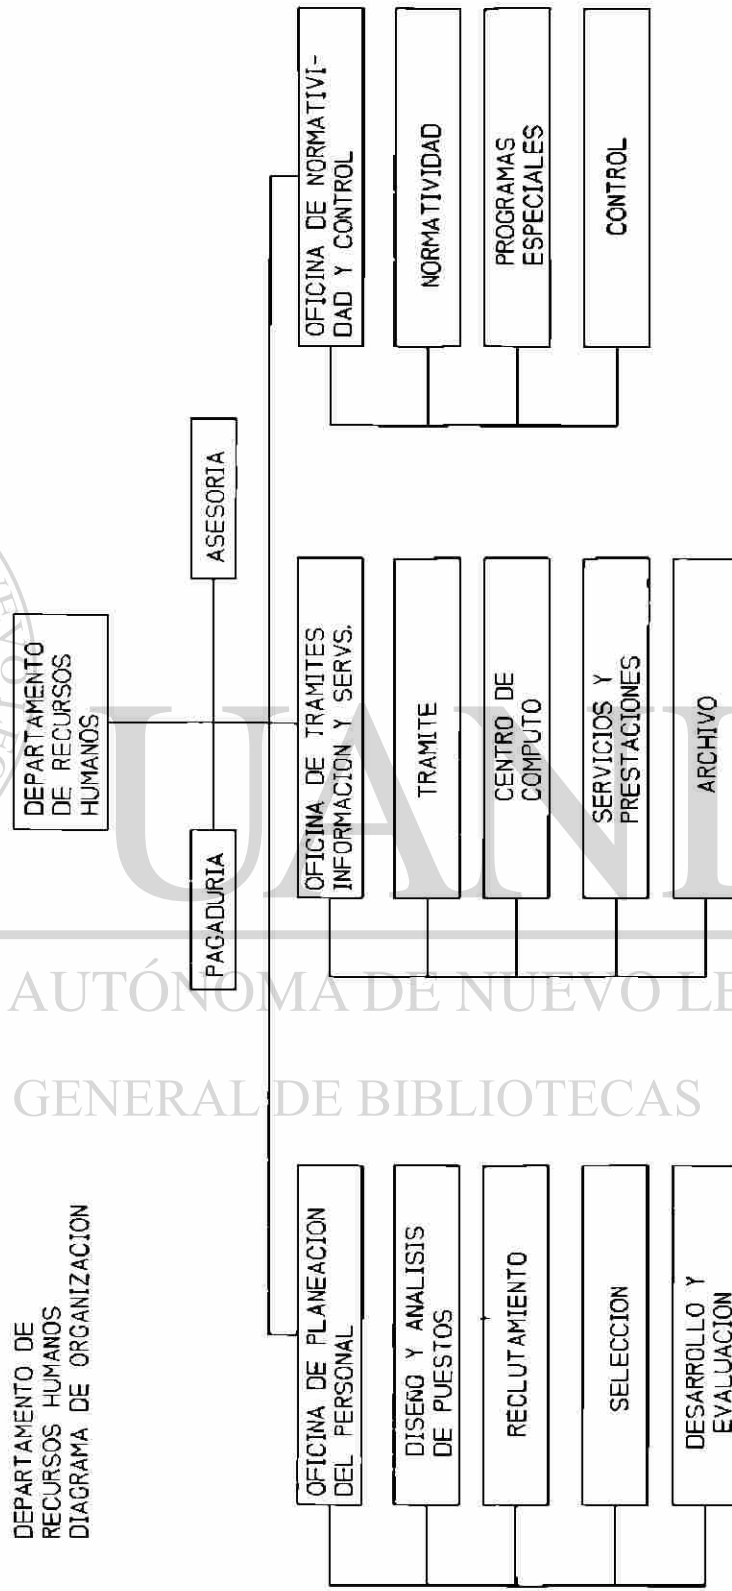 DEPARTAMENTO DE
RECURSOS HUMANOS
DIAGRAMA DE ORGANIZACION
DEPARTAMENTO
DE RECURSOS
HUMANOS
PAGADURIA
ASESORIA
OFICINA DE PLANEACION
DEL PERSONAL
DISEÑO Y ANALISIS
DE PUESTOS
RECLUTAMIENTO
SELECCION
DESARROLLO Y
EVALUACION
OFICINA DE TRAMITES
INFORMACION Y SERVS.
TRAMITE
CENTRO DE
COMPUTO
SERVICIOS Y
PRESTACIONES
ARCHIVO
OFICINA DE NORMATIVI-
DAD Y CONTROL
NORMATIVIDAD
PROGRAMAS
ESPECIALES
CONTROL
UANL
AUTÓNOMA DE NUEVO LE
GENERAL DE BIBLIOTECAS